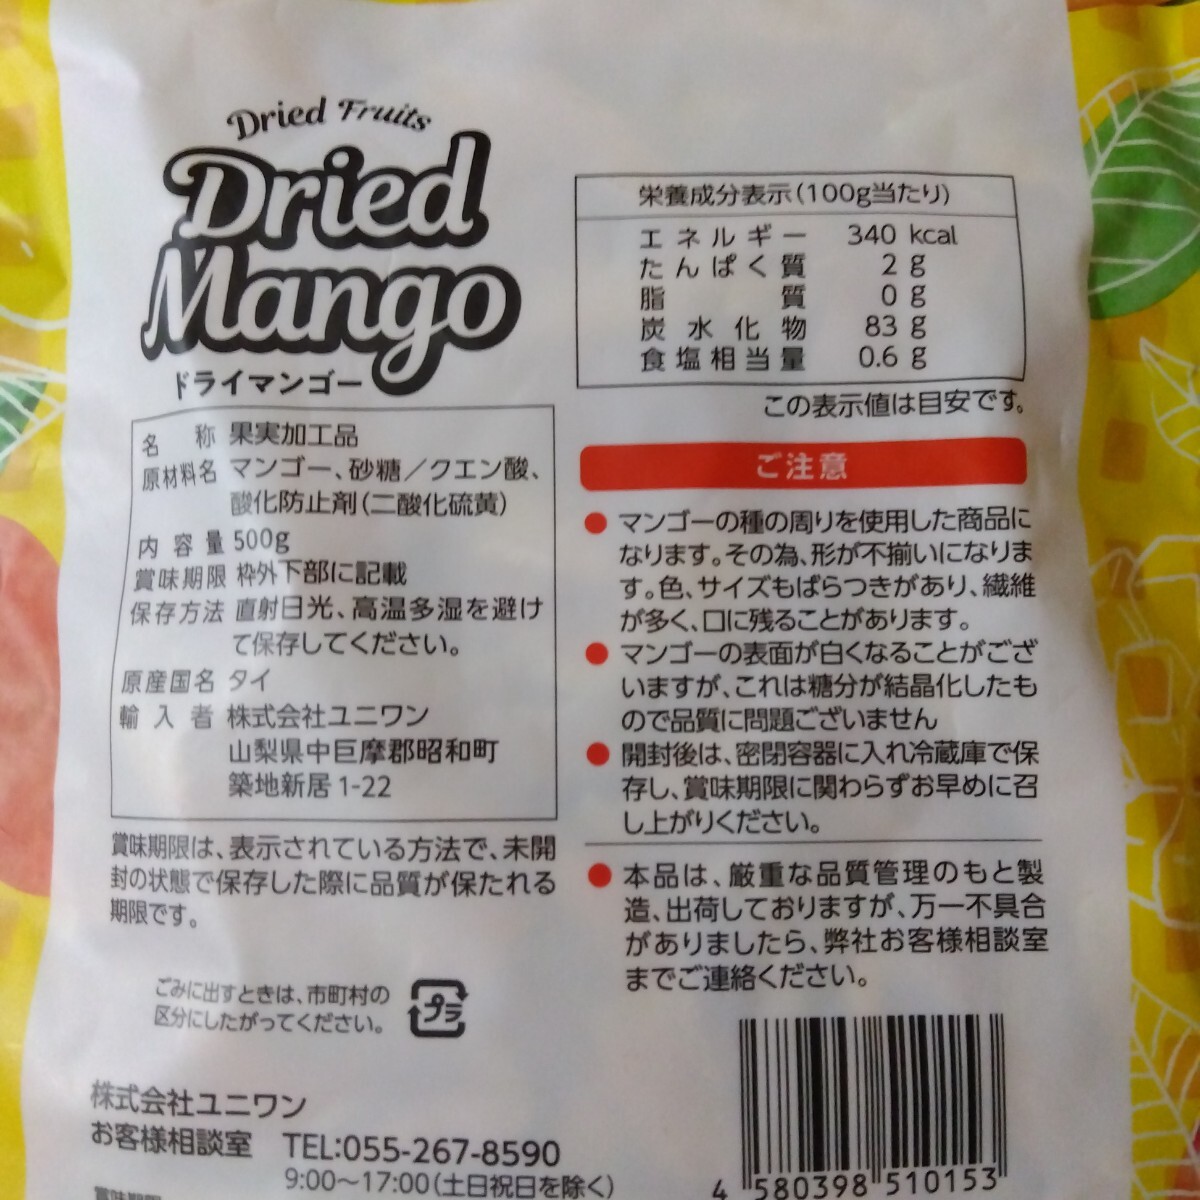 Dried Fruits
Dried
Mango
ドライマンゴー
名称 果実加工品
原材料名 マンゴー、砂糖／クエン酸、
酸化防止剤(二酸化硫黄)
内容量 500g
賞味期限 枠外下部に記載
保存方法 直射日光、高温多湿を避け
て保存してください。
原産国名 タイ
輸入者 株式会社ユニワン
山梨県中巨摩郡昭和町
築地新居1-22
賞味期限は、表示されている方法で、未開
封の状態で保存した際に品質が保たれる
期限です。
ごみに出すときは、市町村の
区分にしたがってください。
プラ
株式会社ユニワン
お客様相談室 TEL:055-267-8590
9:00〜17:00(土日祝日を除く)
賞味期限
栄養成分表示(100g当たり)
エネルギー 340 kcal
たんぱく質 2 g
脂質 0 g
炭水化物 83 g
食塩相当量 0.6 g
この表示値は目安です。
ご注意
● マンゴーの種の周りを使用した商品に
なります。その為、形が不揃いになりま
す。色、サイズもばらつきがあり、繊維
が多く、口に残ることがあります。
● マンゴーの表面が白くなることがござ
いますが、これは糖分が結晶化したも
ので品質に問題ございません
● 開封後は、密閉容器に入れ冷蔵庫で保
存し、賞味期限に関わらずお早めに召
し上がりください。
● 本品は、厳重な品質管理のもと製
造、出荷しておりますが、万一不具合
がありましたら、弊社お客様相談室
までご連絡ください。
4 580398 510153